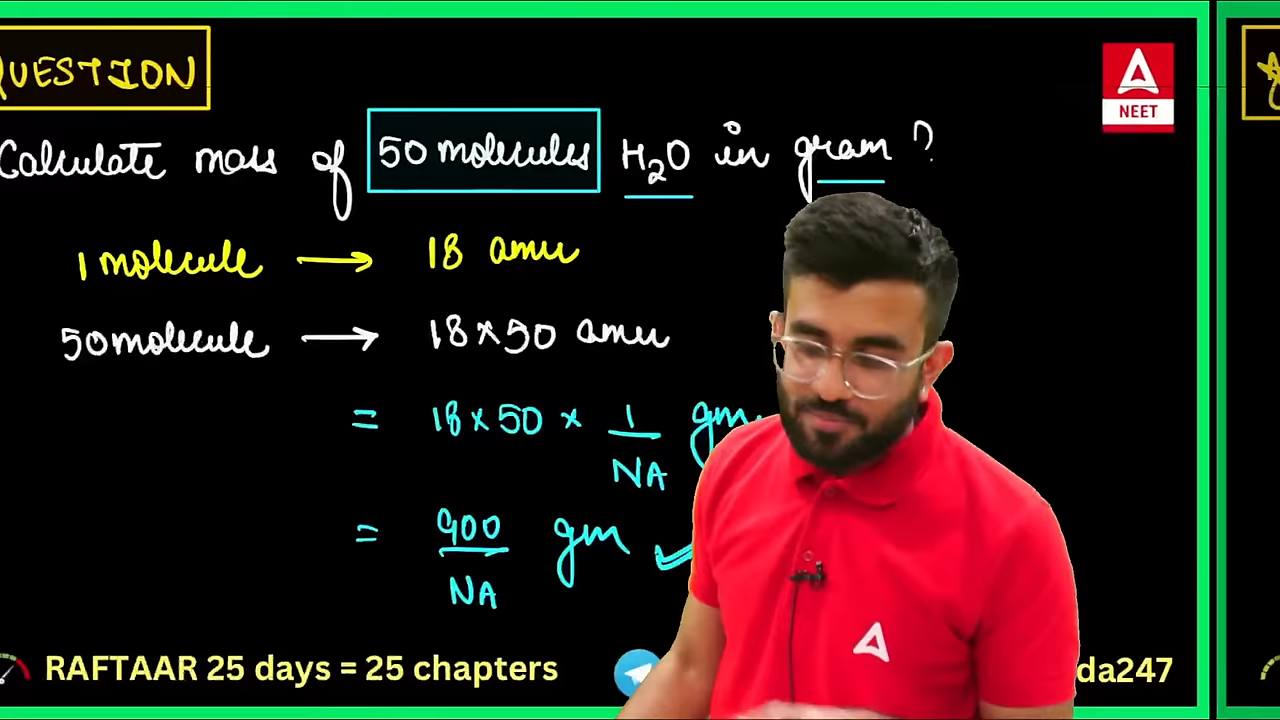 QUESTION
NEET
Calculate mass of 50 molecules H₂O in gram?
1 molecule → 18 amu
50 molecule → 18×50 amu
= 18×50× 1/NA gm
= 900/NA gm ✓
RAFTAAR 25 days = 25 chapters
da247